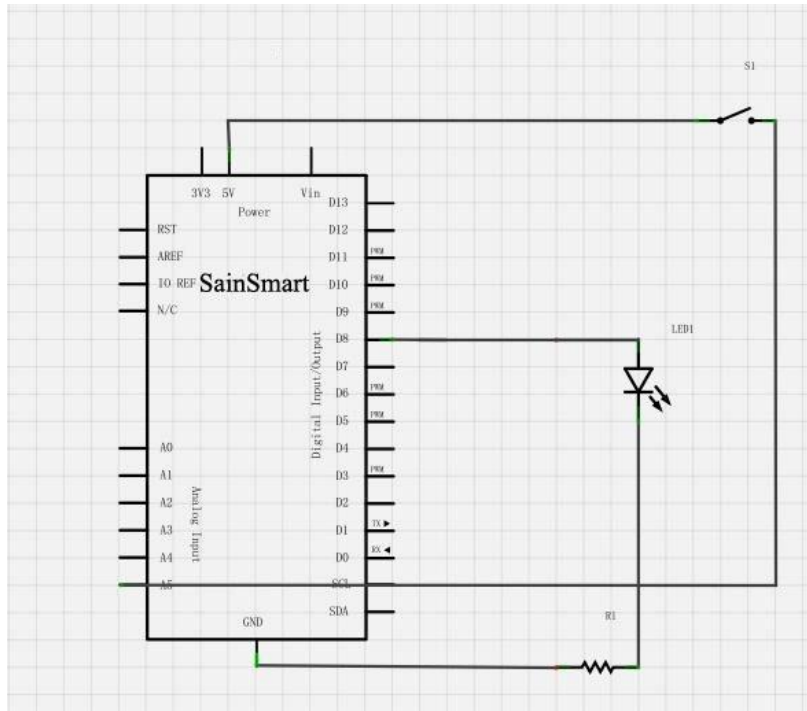 S1
3V3 5V Vin
Power
D13
RST
D12
AREF
D11 PWM
IO REF
SainSmart
D10 PWM
N/C
D9 PWM
D8
LED1
D7
D6 PWM
D5 PWM
Digital Input/Output
A0
D4
A1
D3 PWM
A2
D2
A3
D1 TX ►
A4
D0 RX ◄
Analog Input
A5
SCL
SDA
GND
R1